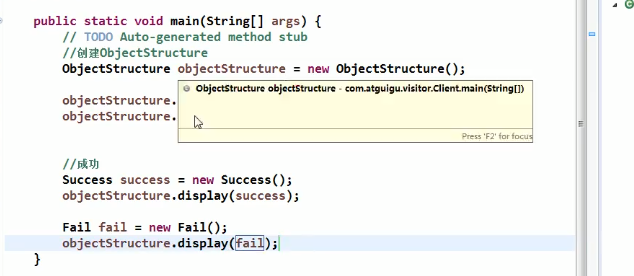 public static void main(String[] args) {
// TODO Auto-generated method stub
//创建ObjectStructure
ObjectStructure objectStructure = new ObjectStructure();
ObjectStructure objectStructure - com.atguigu.visitor.Client.main(String[])
objectStructure.
objectStructure.
Press 'F2' for focus
//成功
Success success = new Success();
objectStructure.display(success);
Fail fail = new Fail();
objectStructure.display(fail);
}